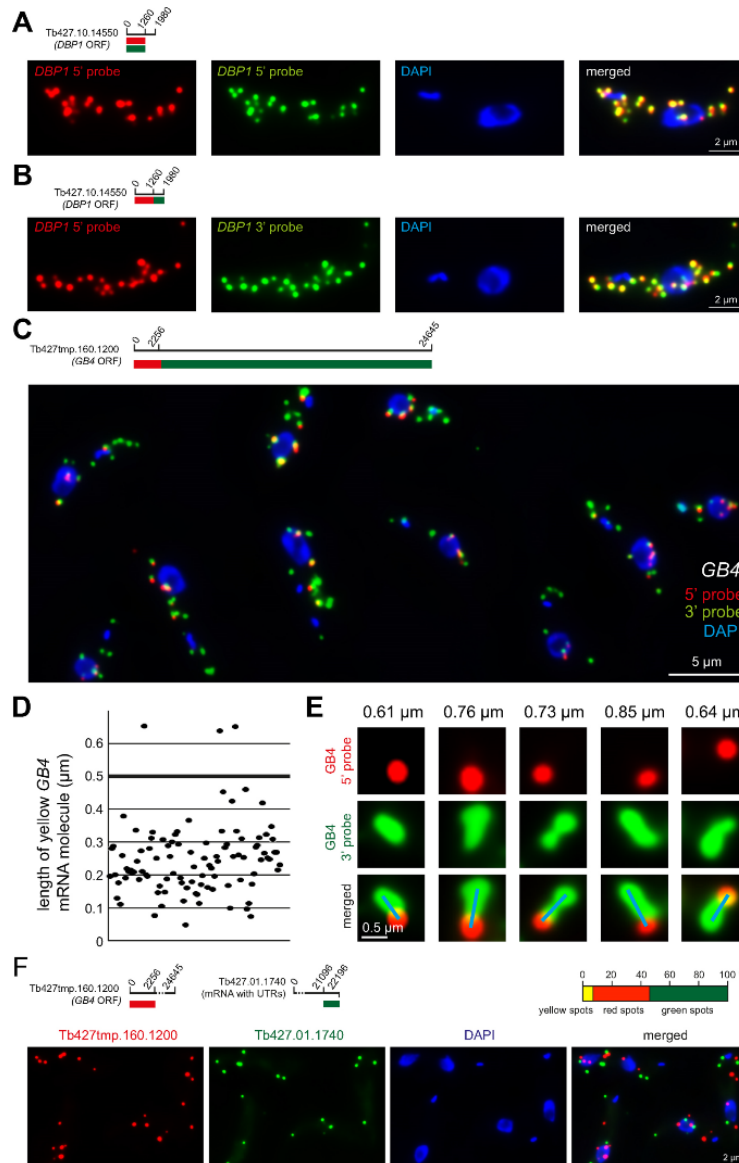 A
Tb427.10.14550
(DBP1 ORF)
0
1260
1980
DBP1 5' probe
DBP1 5' probe
DAPI
merged
2 µm
B
Tb427.10.14550
(DBP1 ORF)
0
1260
1980
DBP1 5' probe
DBP1 3' probe
DAPI
merged
2 µm
C
Tb427tmp.160.1200
(GB4 ORF)
0
2256
24645
GB4
5' probe
3' probe
DAPI
5 µm
D
length of yellow GB4
mRNA molecule (µm)
0.6
0.5
0.4
0.3
0.2
0.1
0
E
0.61 µm
0.76 µm
0.73 µm
0.85 µm
0.64 µm
GB4
5' probe
GB4
3' probe
merged
0.5 µm
F
Tb427tmp.160.1200
(GB4 ORF)
0
2256
24645
Tb427.01.1740
(mRNA with UTRs)
0
21096
22196
0
20
40
60
80
100
yellow spots
red spots
green spots
Tb427tmp.160.1200
Tb427.01.1740
DAPI
merged
2 µm